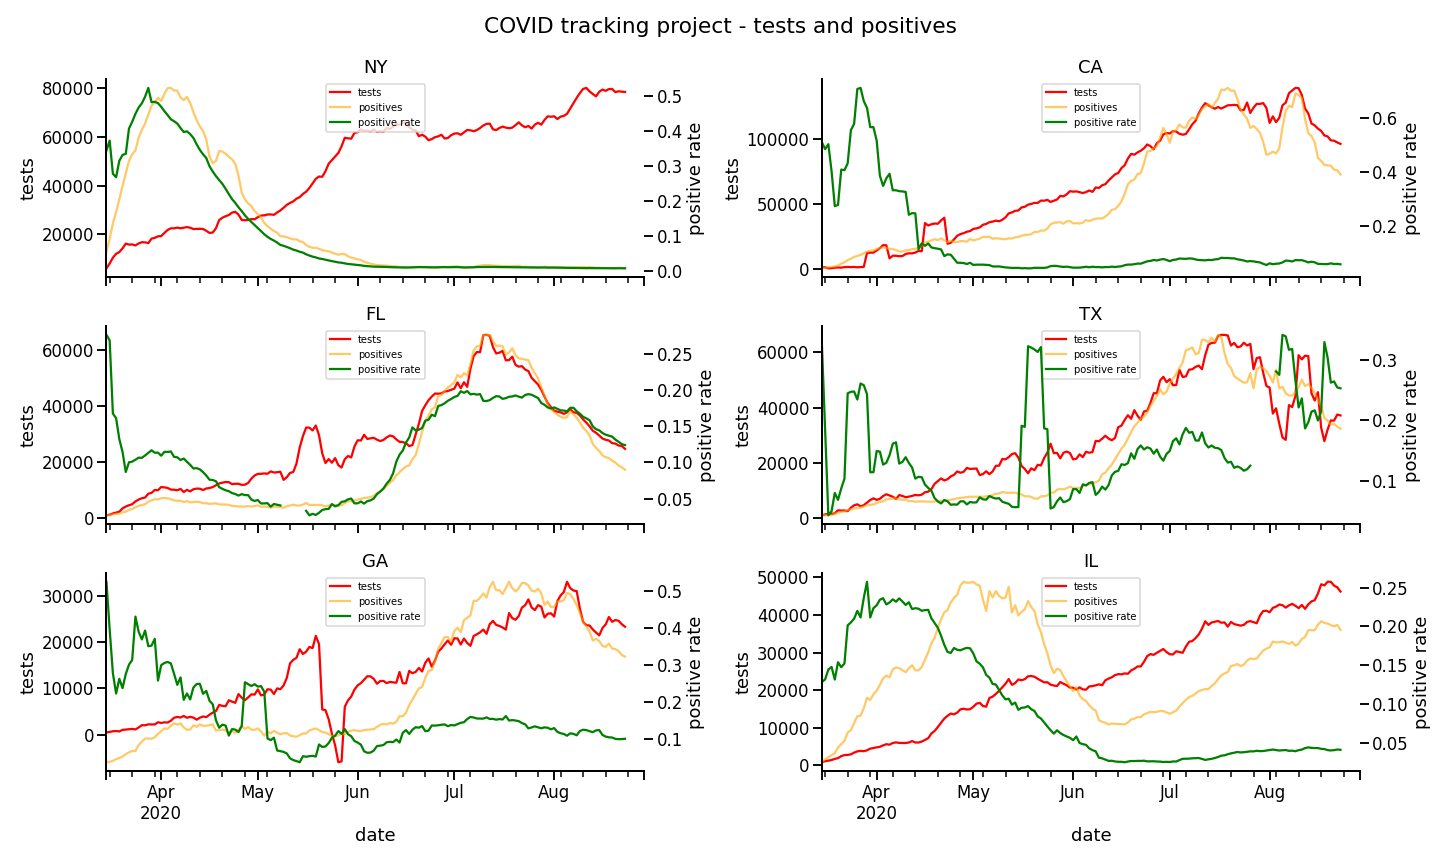 COVID tracking project - tests and positives
NY
tests
positives
positive rate
80000
60000
40000
20000
tests
0.5
0.4
0.3
0.2
0.1
0.0
positive rate
CA
tests
positives
positive rate
100000
50000
0
tests
0.6
0.4
0.2
positive rate
FL
tests
positives
positive rate
60000
40000
20000
0
tests
0.25
0.20
0.15
0.10
0.05
positive rate
TX
tests
positives
positive rate
60000
40000
20000
0
tests
0.3
0.2
0.1
positive rate
GA
tests
positives
positive rate
30000
20000
10000
0
tests
0.5
0.4
0.3
0.2
0.1
positive rate
Apr May Jun Jul Aug
2020
date
IL
tests
positives
positive rate
50000
40000
30000
20000
10000
0
tests
0.25
0.20
0.15
0.10
0.05
positive rate
Apr May Jun Jul Aug
2020
date